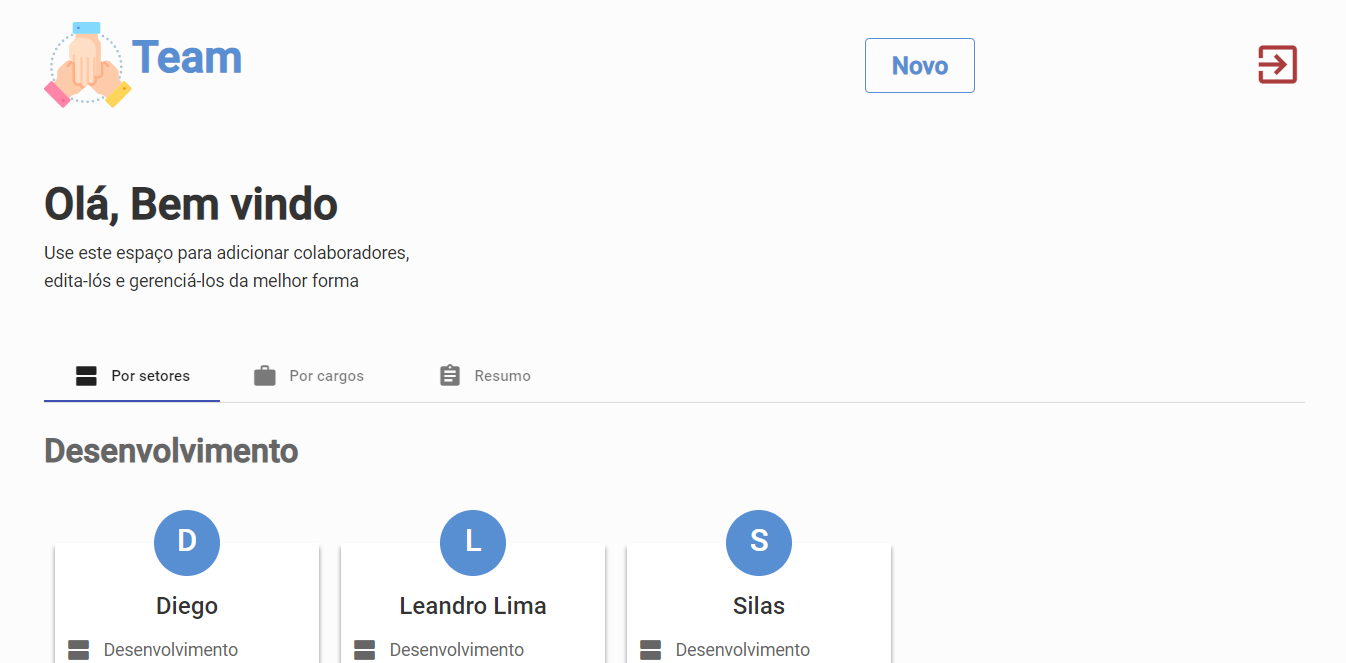 Team
Novo
Olá, Bem vindo
Use este espaço para adicionar colaboradores,
edita-lós e gerenciá-los da melhor forma
Por setores
Por cargos
Resumo
Desenvolvimento
D
L
S
Diego
Leandro Lima
Silas
Desenvolvimento
Desenvolvimento
Desenvolvimento